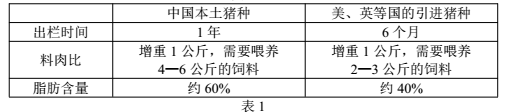 中国本土猪种 美、英等国的引进猪种
出栏时间 1 年 6 个月
料肉比 增重 1 公斤，需要喂养 增重 1 公斤，需要喂养
4—6 公斤的饲料 2—3 公斤的饲料
脂肪含量 约 60% 约 40%
表 1